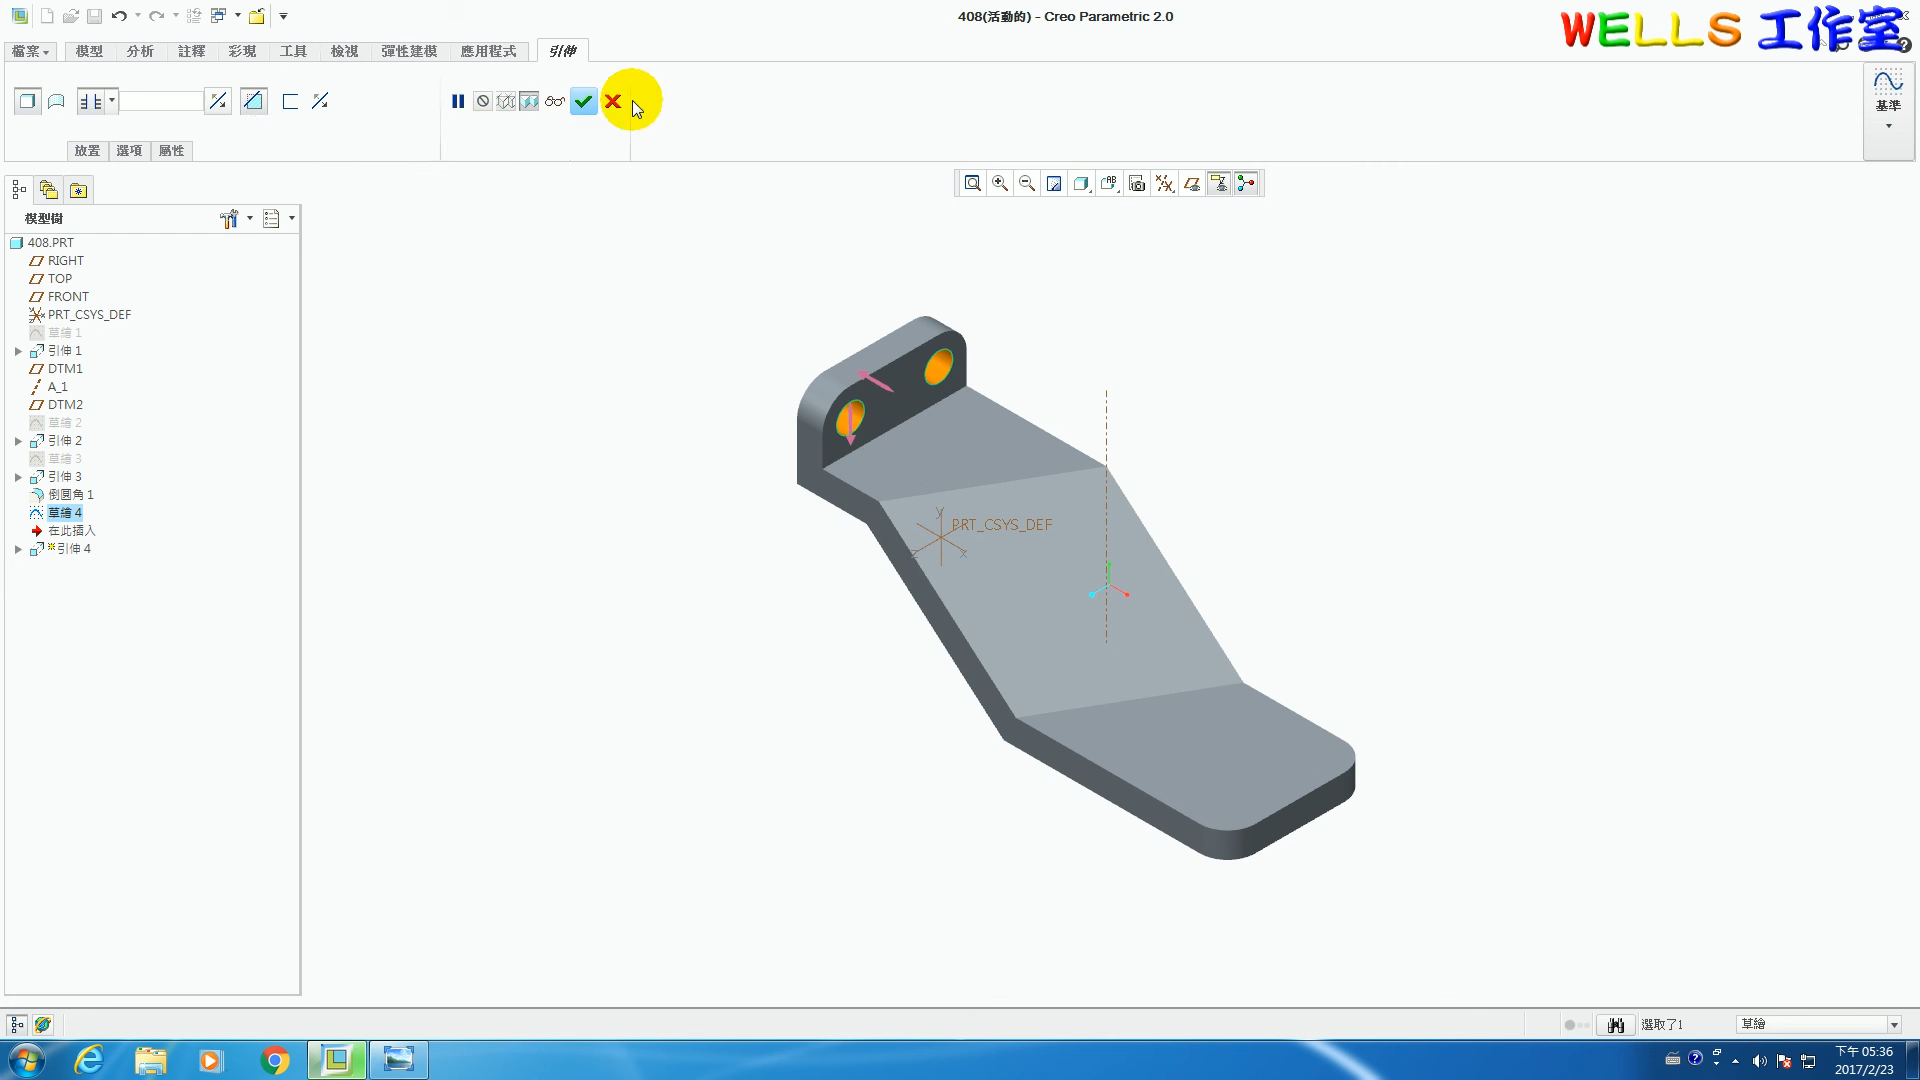 408(活動的) - Creo Parametric 2.0
WELLS 工作室
檔案 模型 分析 註釋 彩現 工具 檢視 彈性建模 應用程式 引伸
基準
放置 選項 屬性
模型樹
408.PRT
RIGHT
TOP
FRONT
PRT_CSYS_DEF
草繪 1
引伸 1
DTM1
A_1
DTM2
草繪 2
引伸 2
草繪 3
引伸 3
倒圓角 1
草繪 4
在此插入
引伸 4
y
PRT_CSYS_DEF
z x
選取了1 草繪
下午 05:36
2017/2/23